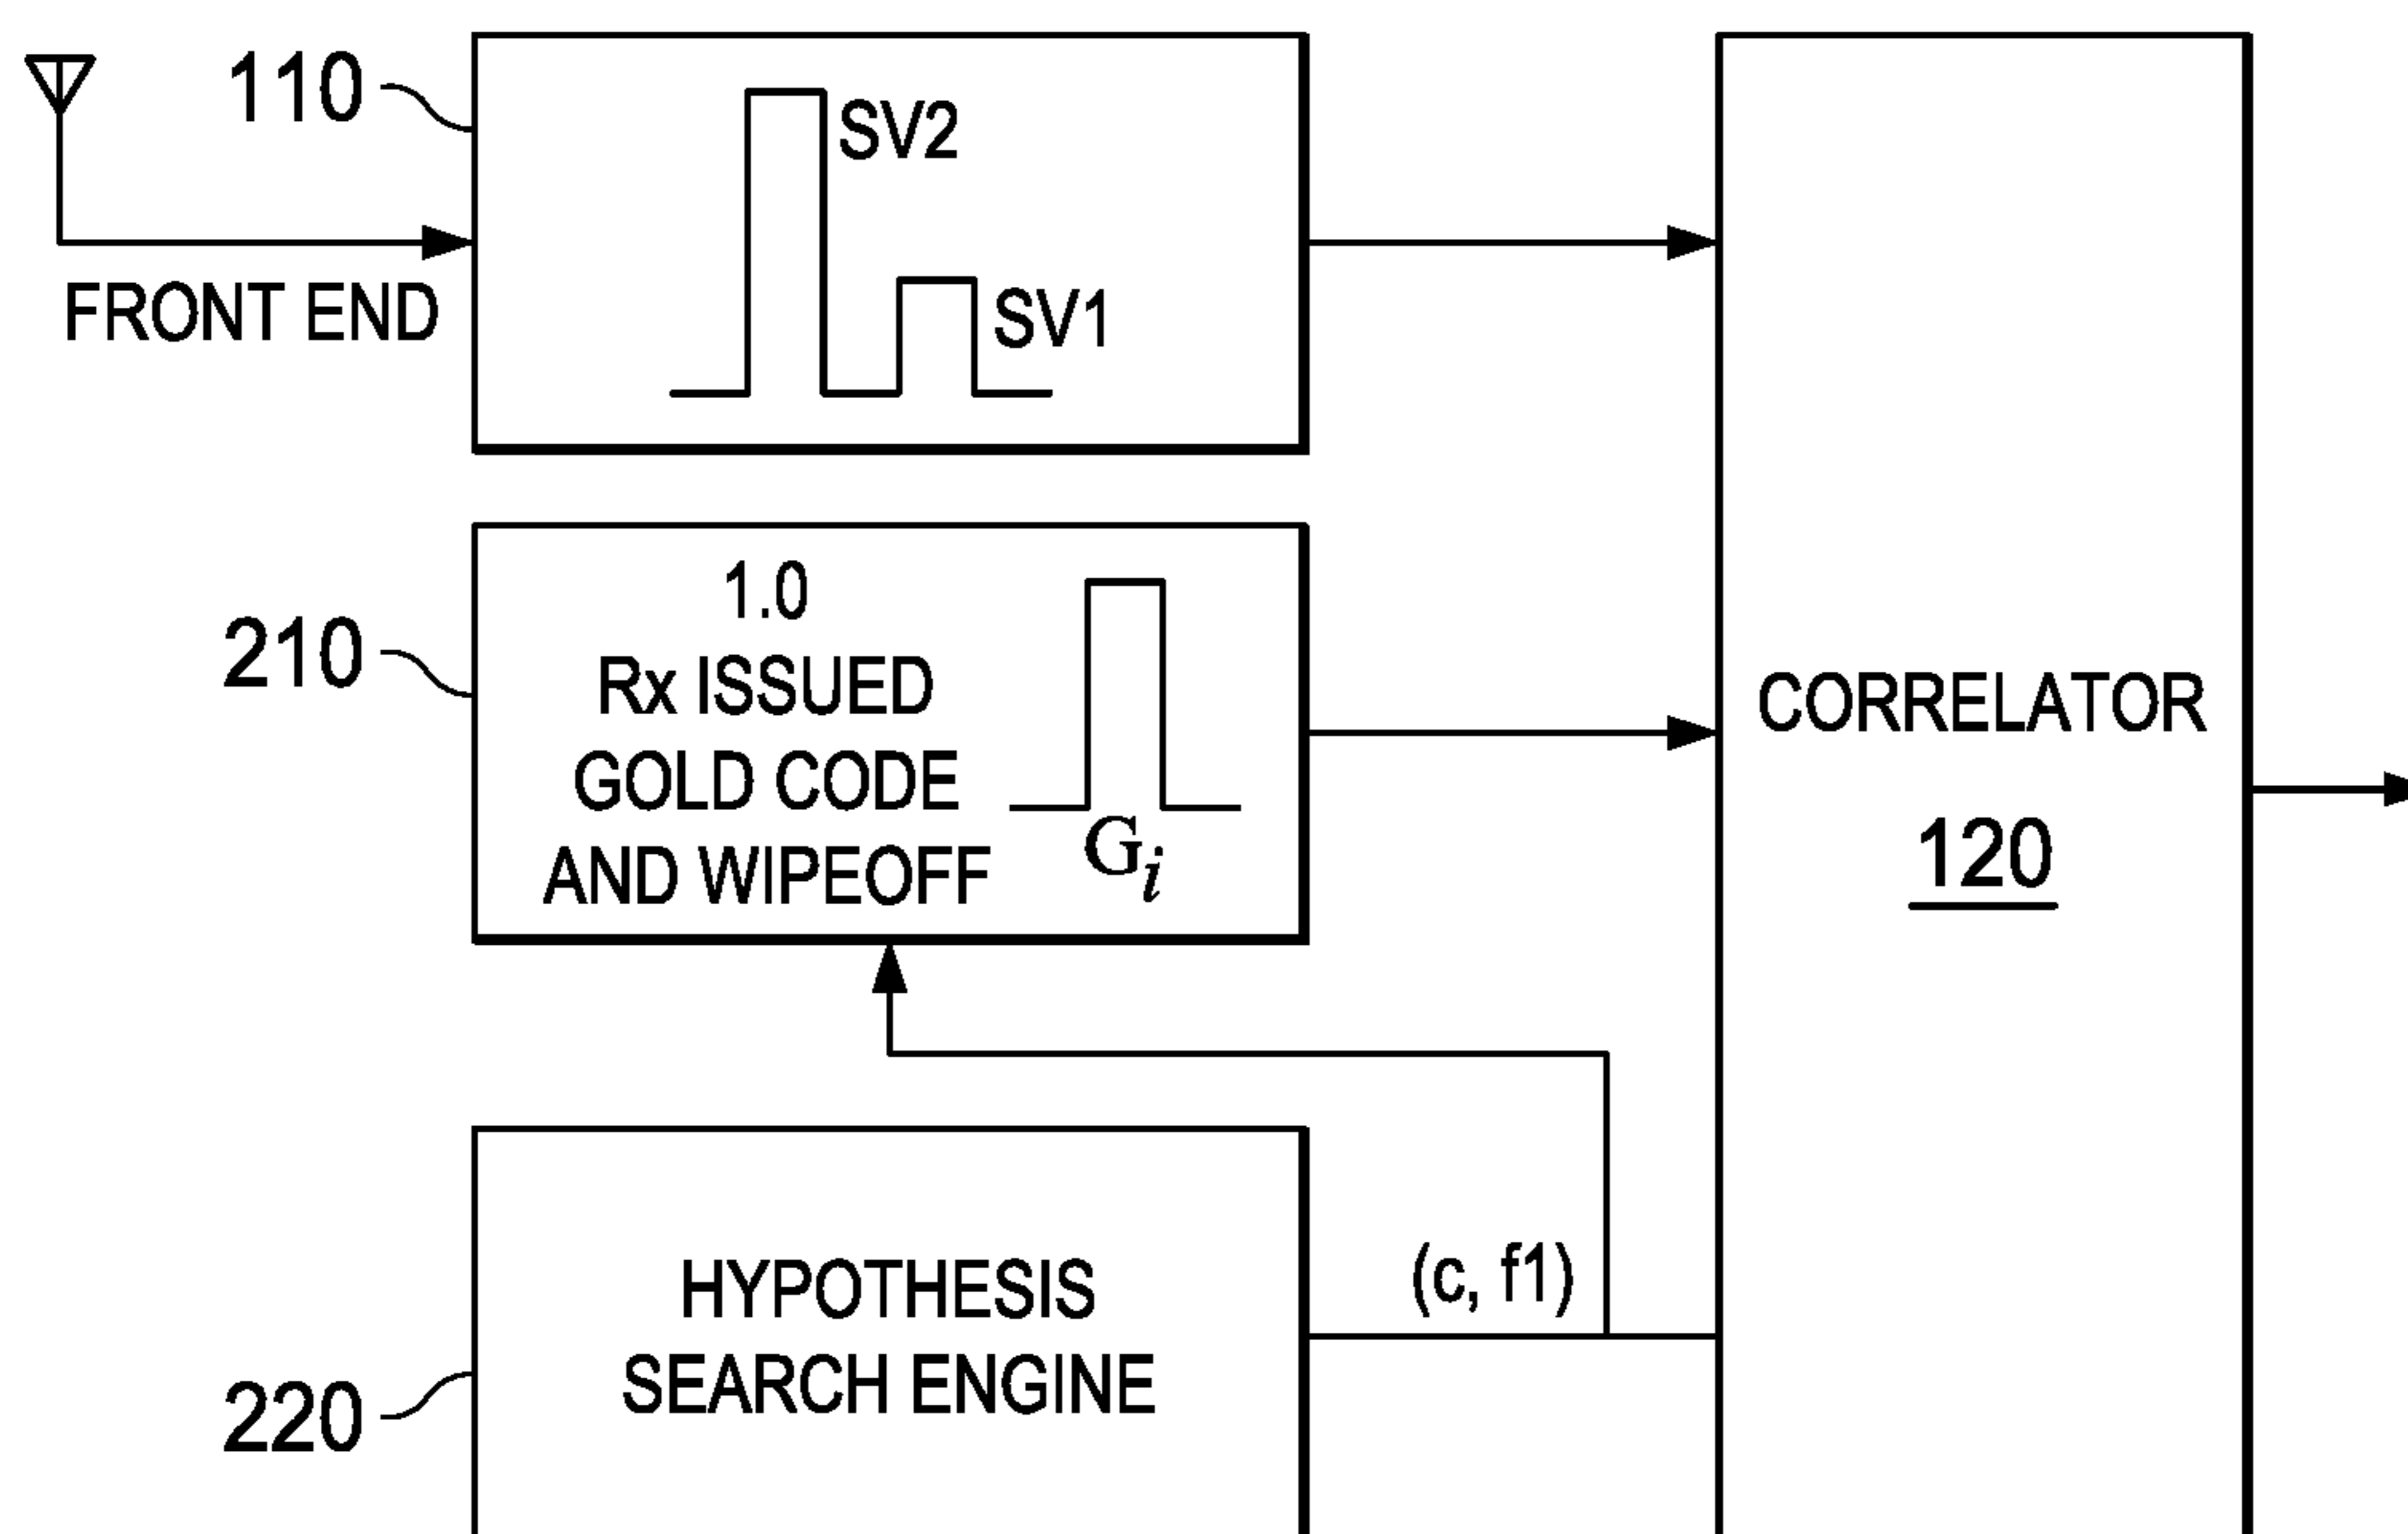 110
SV2
SV1
FRONT END
1.0
Rx ISSUED
GOLD CODE
AND WIPEOFF
Gi
210
CORRELATOR
120
(c, f1)
HYPOTHESIS
SEARCH ENGINE
220